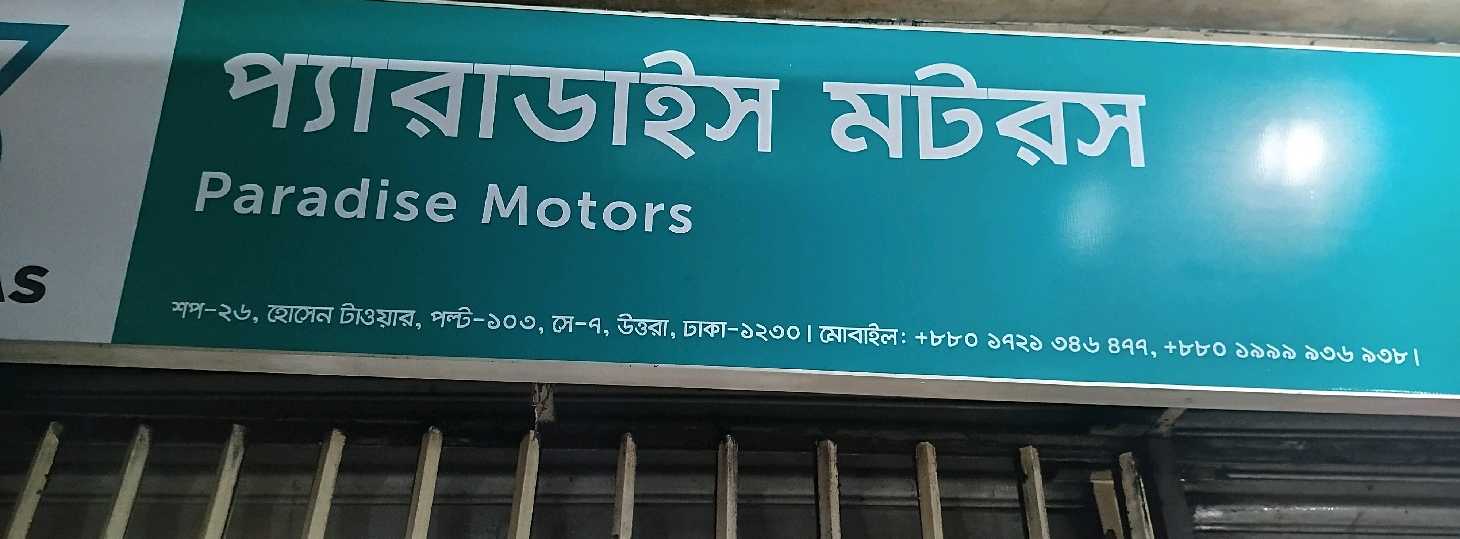 প্যারাডাইস মটরস
Paradise Motors
শপ-২৬, হোসেন টাওয়ার, পল্ট-১০৩, সে-৭, উত্তরা, ঢাকা-১২৩০। মোবাইল: +৮৮০ ১৭২১ ৩৪৬ ৪৭৭, +৮৮০ ১৯৯৯ ৯৩৬ ৯৩৮।